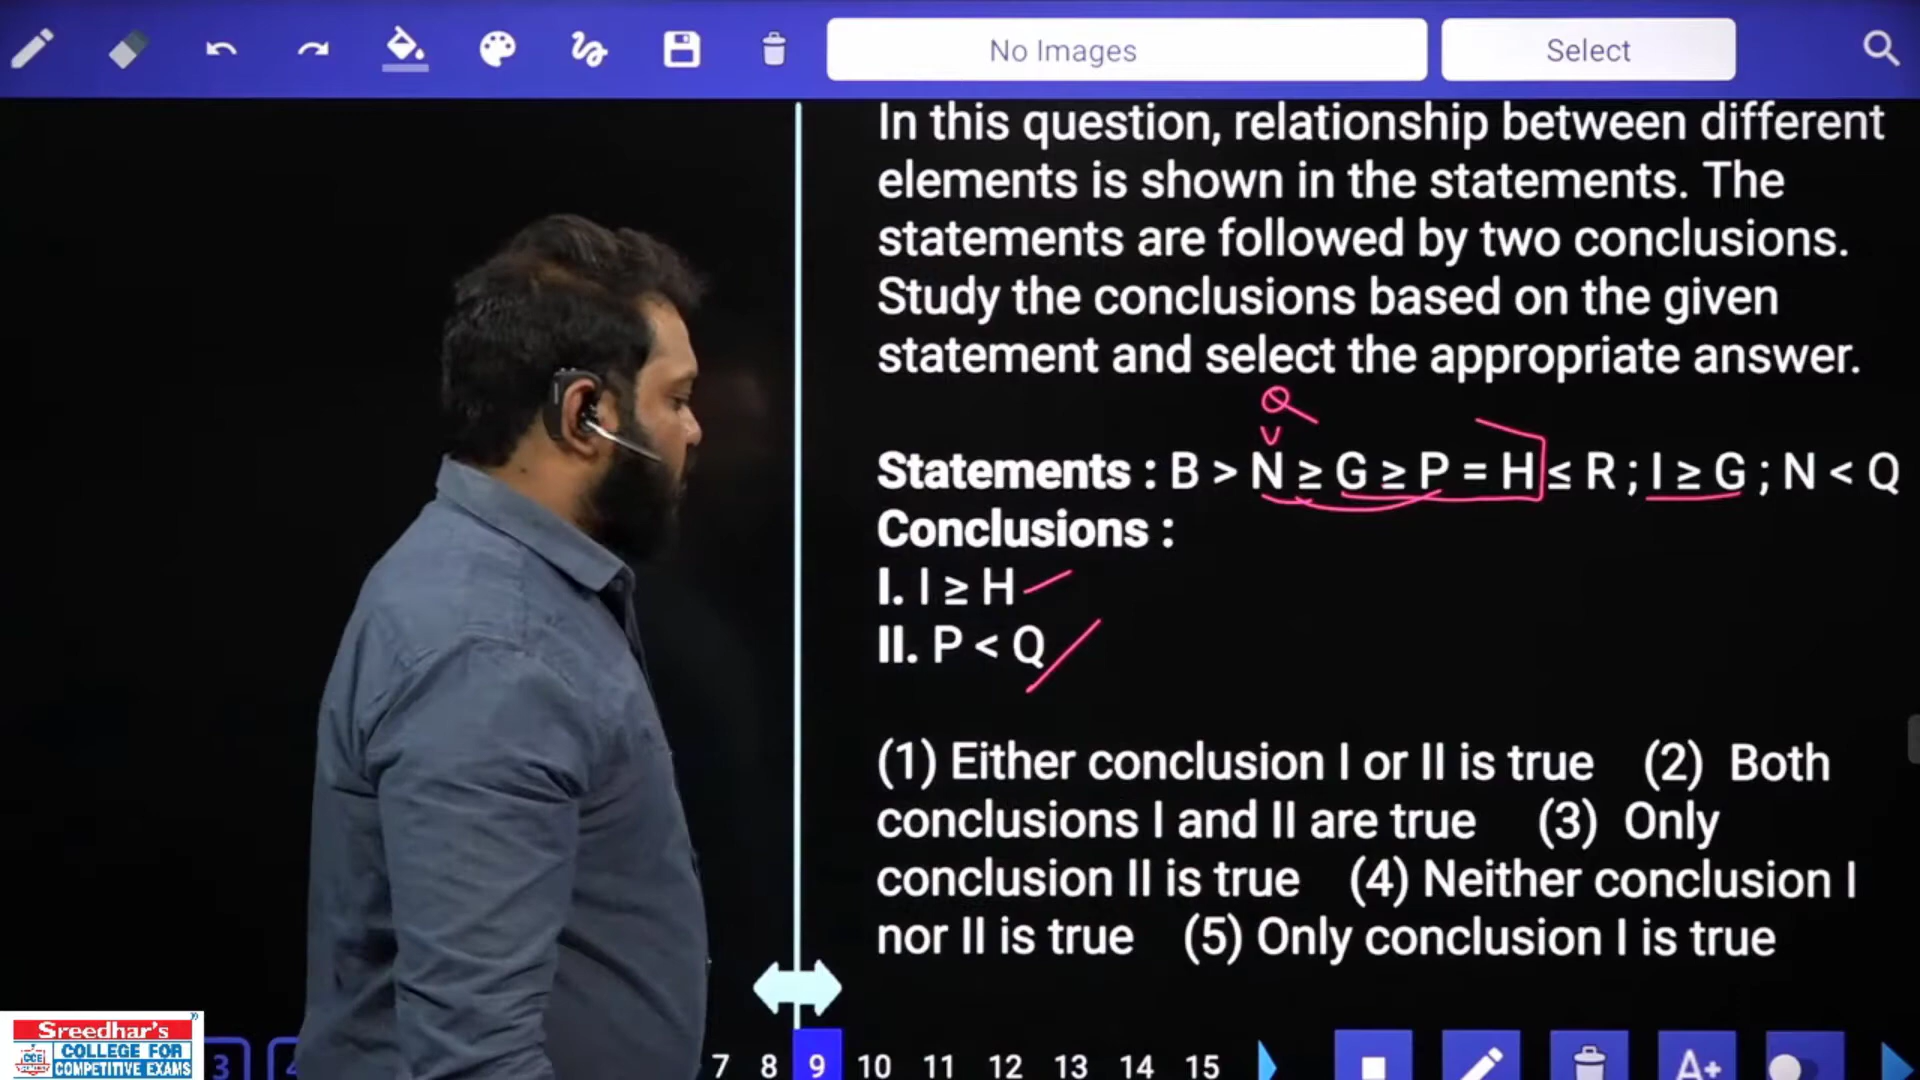 No Images
Select
In this question, relationship between different
elements is shown in the statements. The
statements are followed by two conclusions.
Study the conclusions based on the given
statement and select the appropriate answer.
Q
v
Statements : B > N ≥ G ≥ P = H ≤ R ; I ≥ G ; N < Q
Conclusions :
I. I ≥ H
II. P < Q
(1) Either conclusion I or II is true (2) Both
conclusions I and II are true (3) Only
conclusion II is true (4) Neither conclusion I
nor II is true (5) Only conclusion I is true
Sreedhar's
CCE
COLLEGE FOR
COMPETITIVE EXAMS
3 4 7 8 9 10 11 12 13 14 15 A+